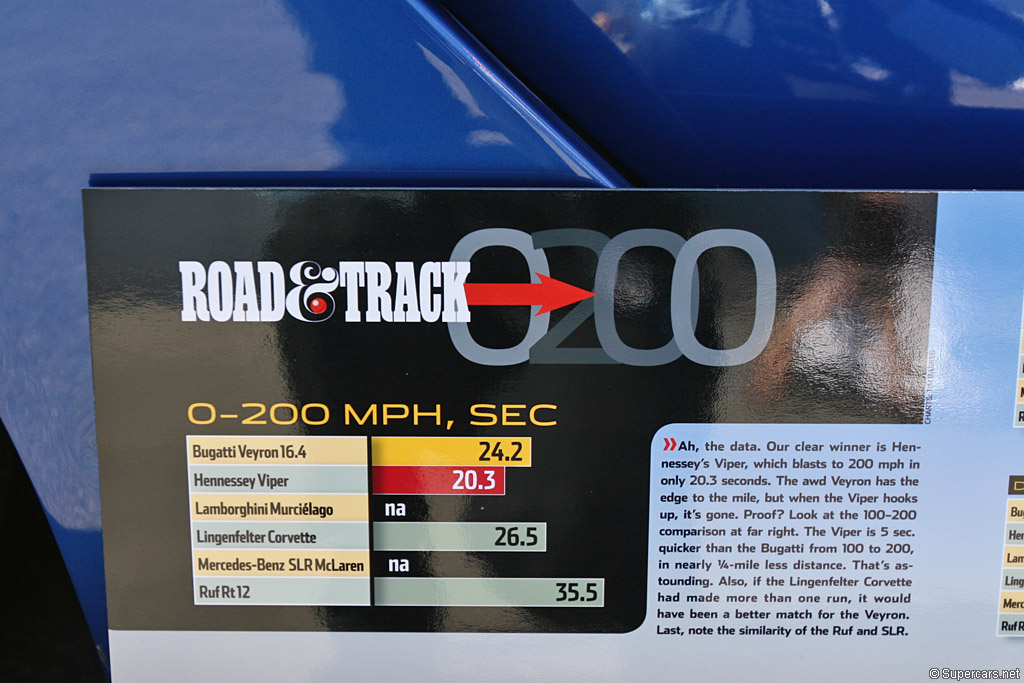 ROAD & TRACK 0 200
0-200 MPH, SEC
Bugatti Veyron 16.4 24.2
Hennessey Viper 20.3
Lamborghini Murciélago na
Lingenfelter Corvette 26.5
Mercedes-Benz SLR McLaren na
Ruf Rt 12 35.5
»Ah, the data. Our clear winner is Hen-
nessey's Viper, which blasts to 200 mph in
only 20.3 seconds. The awd Veyron has the
edge to the mile, but when the Viper hooks
up, it's gone. Proof? Look at the 100-200
comparison at far right. The Viper is 5 sec.
quicker than the Bugatti from 100 to 200,
in nearly ¼-mile less distance. That's as-
tounding. Also, if the Lingenfelter Corvette
had made more than one run, it would
have been a better match for the Veyron.
Last, note the similarity of the Ruf and SLR.
© Supercars.net